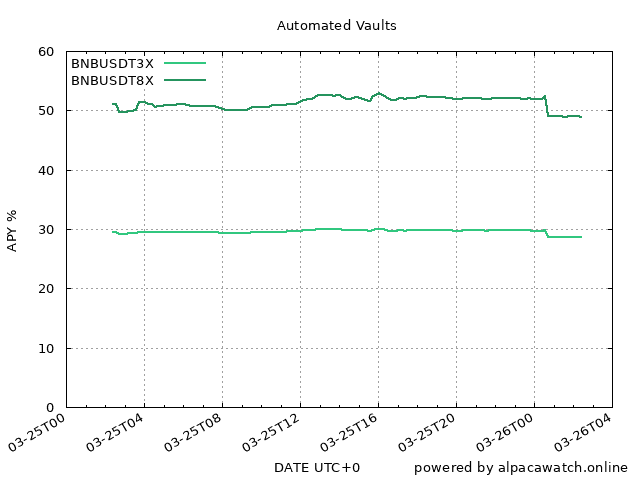 Automated Vaults
60
50
40
30
20
10
0
APY %
BNBUSDT3X
BNBUSDT8X
03-25T00
03-25T04
03-25T08
03-25T12
03-25T16
03-25T20
03-26T00
03-26T04
DATE UTC+0
powered by alpacawatch.online